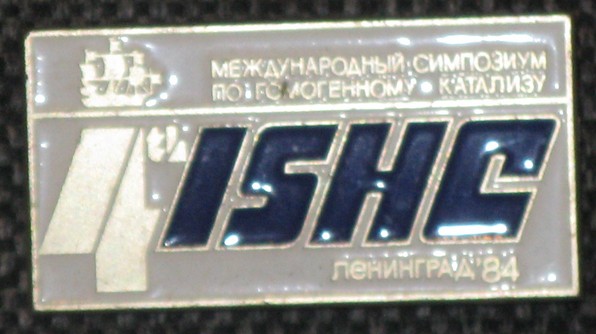 МЕЖДУНАРОДНЫЙ СИМПОЗИУМ
ПО ГОМОГЕННОМУ КАТАЛИЗУ
4th ISHC
ЛЕНИНГРАД'84